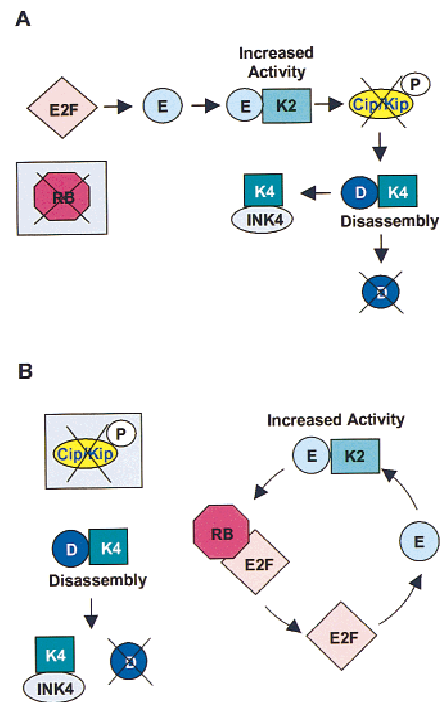 A
Increased
Activity
E2F
E
E K2
Cip/Kip
P
RB
K4
INK4
D K4
Disassembly
D
B
Cip/Kip
P
Increased Activity
E K2
D K4
Disassembly
RB
E2F
E
K4
INK4
D
E2F